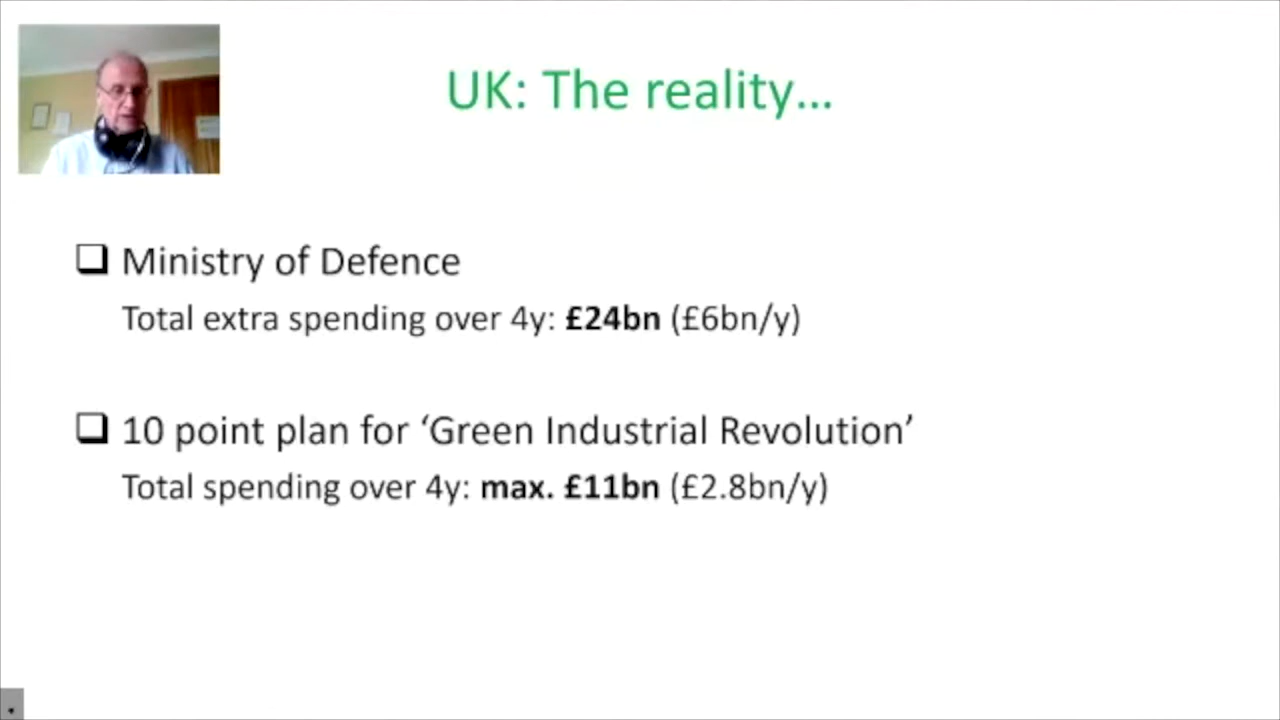 UK: The reality...
Ministry of Defence
Total extra spending over 4y: £24bn (£6bn/y)
10 point plan for ‘Green Industrial Revolution’
Total spending over 4y: max. £11bn (£2.8bn/y)